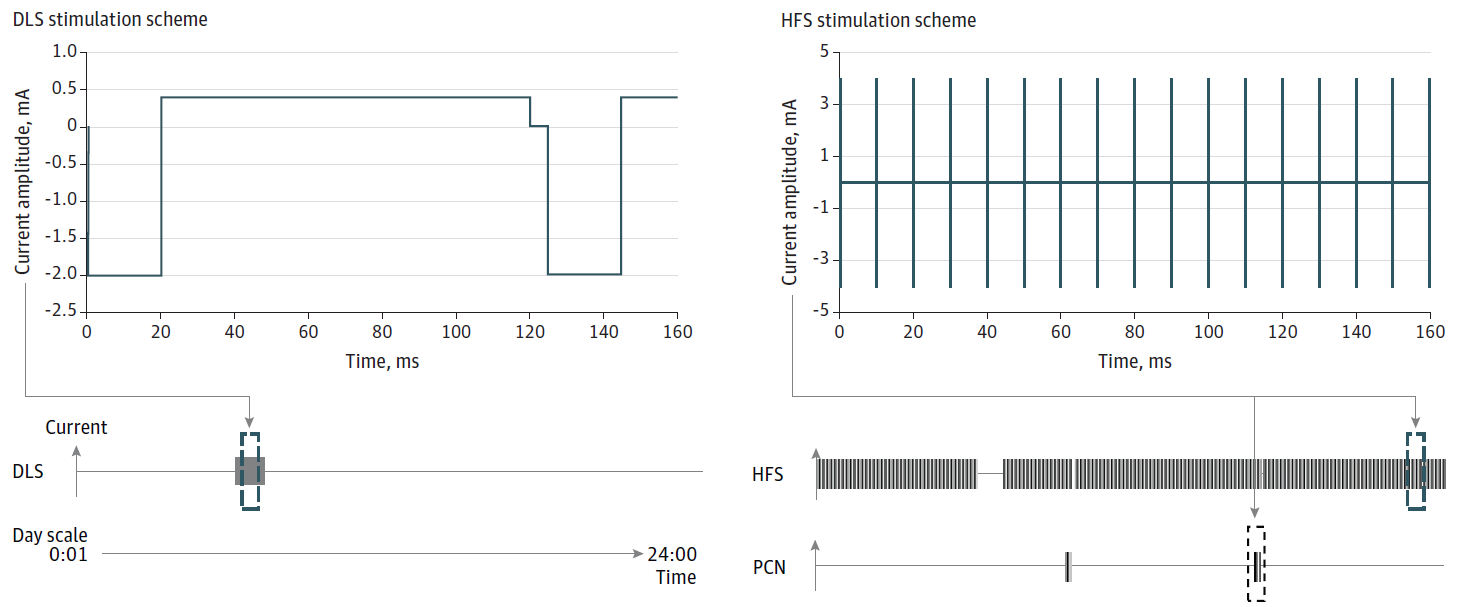 DLS stimulation scheme
1.0
0.5
0
-0.5
-1.0
-1.5
-2.0
-2.5
Current amplitude, mA
0 20 40 60 80 100 120 140 160
Time, ms
Current
DLS
Day scale
0:01
24:00
Time
HFS stimulation scheme
5
3
1
-1
-3
-5
Current amplitude, mA
0 20 40 60 80 100 120 140 160
Time, ms
HFS
PCN